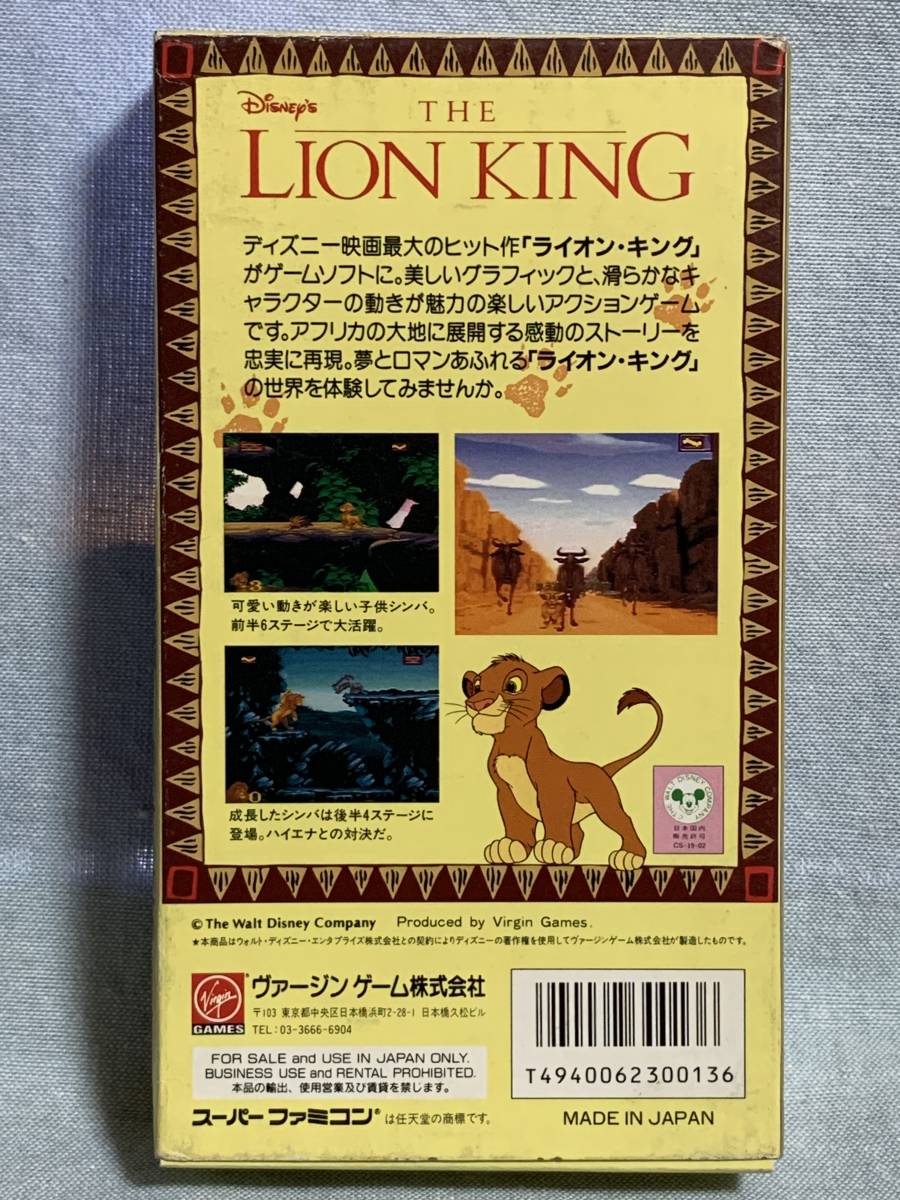 Disney's
THE
LION KING
ディズニー映画最大のヒット作「ライオン・キング」
がゲームソフトに。美しいグラフィックと、滑らかなキ
ャラクターの動きが魅力の楽しいアクションゲーム
です。アフリカの大地に展開する感動のストーリーを
忠実に再現。夢とロマンあふれる「ライオン・キング」
の世界を体験してみませんか。
可愛い動きが楽しい子供シンバ。
前半6ステージで大活躍。
成長したシンバは後半4ステージに
登場。ハイエナとの対決だ。
© THE WALT DISNEY COMPANY
日本国内
販売許可
CS-19-02
© The Walt Disney Company Produced by Virgin Games.
★本商品はウォルト・ディズニー・エンタプライズ株式会社との契約によりディズニーの著作権を使用してヴァージンゲーム株式会社が製造したものです。
Virgin
GAMES
ヴァージンゲーム株式会社
〒103 東京都中央区日本橋浜町2-28-1 日本橋久松ビル
TEL:03-3666-6904
FOR SALE and USE IN JAPAN ONLY.
BUSINESS USE and RENTAL PROHIBITED.
本品の輸出、使用営業及び賃貸を禁じます。
スーパーファミコン®は任天堂の商標です。
T4940062300136
MADE IN JAPAN